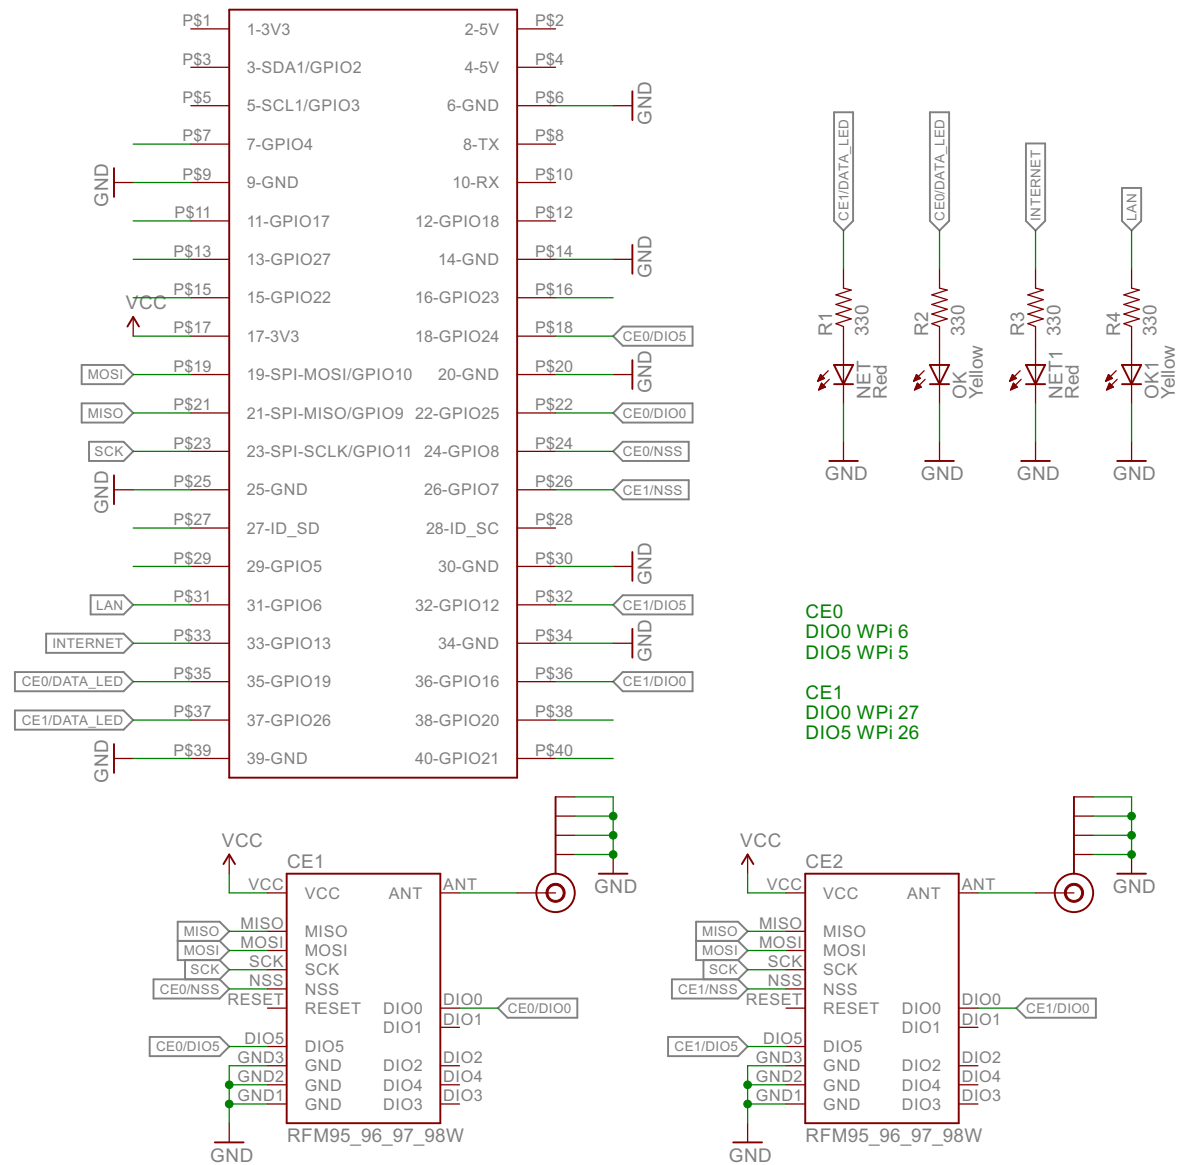 P$1 1-3V3 2-5V P$2
P$3 3-SDA1/GPIO2 4-5V P$4
P$5 5-SCL1/GPIO3 6-GND P$6 GND
P$7 7-GPIO4 8-TX P$8
GND P$9 9-GND 10-RX P$10
P$11 11-GPIO17 12-GPIO18 P$12
P$13 13-GPIO27 14-GND P$14 GND
P$15 15-GPIO22 16-GPIO23 P$16
VCC P$17 17-3V3 18-GPIO24 P$18 CE0/DIO5
MOSI P$19 19-SPI-MOSI/GPIO10 20-GND P$20 GND
MISO P$21 21-SPI-MISO/GPIO9 22-GPIO25 P$22 CE0/DIO0
SCK P$23 23-SPI-SCLK/GPIO11 24-GPIO8 P$24 CE0/NSS
GND P$25 25-GND 26-GPIO7 P$26 CE1/NSS
P$27 27-ID_SD 28-ID_SC P$28
P$29 29-GPIO5 30-GND P$30 GND
LAN P$31 31-GPIO6 32-GPIO12 P$32 CE1/DIO5
INTERNET P$33 33-GPIO13 34-GND P$34 GND
CE0/DATA_LED P$35 35-GPIO19 36-GPIO16 P$36 CE1/DIO0
CE1/DATA_LED P$37 37-GPIO26 38-GPIO20 P$38
GND P$39 39-GND 40-GPIO21 P$40
CE1/DATA_LED CE0/DATA_LED INTERNET LAN
R1 330 R2 330 R3 330 R4 330
NET Red OK Yellow NET1 Red OK1 Yellow
GND GND GND GND
CE0
DIO0 WPi 6
DIO5 WPi 5
CE1
DIO0 WPi 27
DIO5 WPi 26
VCC CE1
VCC VCC ANT ANT GND
MISO MISO MISO
MOSI MOSI MOSI
SCK SCK SCK
CE0/NSS NSS NSS
RESET RESET DIO0 DIO0 CE0/DIO0
DIO1 DIO1
CE0/DIO5 DIO5 DIO5
GND3 GND DIO2 DIO2
GND2 GND DIO4 DIO4
GND1 GND DIO3 DIO3
RFM95_96_97_98W
GND
VCC CE2
VCC VCC ANT ANT GND
MISO MISO MISO
MOSI MOSI MOSI
SCK SCK SCK
CE1/NSS NSS NSS
RESET RESET DIO0 DIO0 CE1/DIO0
DIO1 DIO1
CE1/DIO5 DIO5 DIO5
GND3 GND DIO2 DIO2
GND2 GND DIO4 DIO4
GND1 GND DIO3 DIO3
RFM95_96_97_98W
GND